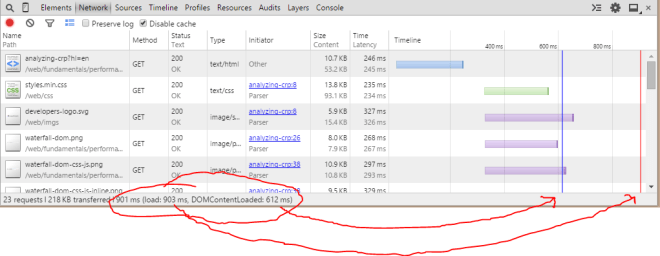 Elements Network Sources Timeline Profiles Resources Audits Layers Console
Preserve log Disable cache
Name Path Method Status Text Type Initiator Size Content Time Latency Timeline 400 ms 600 ms 800 ms
analyzing-crp?hl=en GET 200 text/html Other 10.7 KB 246 ms
/web/fundamentals/performa... OK 53.2 KB 245 ms
styles.min.css GET 200 text/css analyzing-crp:8 13.8 KB 235 ms
/web/css OK Parser 93.1 KB 234 ms
developers-logo.svg GET 200 image/s... analyzing-crp:8 5.9 KB 327 ms
/web/imgs OK Parser 15.4 KB 326 ms
waterfall-dom.png GET 200 image/p... analyzing-crp:26 8.0 KB 268 ms
/web/fundamentals/performa... OK Parser 7.9 KB 267 ms
waterfall-dom-css-js.png GET 200 image/p... analyzing-crp:38 10.9 KB 297 ms
/web/fundamentals/performa... OK Parser 10.8 KB 293 ms
waterfall-dom-css-js-inline.png 200 analyzing-crp:38 9.5 KB 329 ms
23 requests | 218 KB transferred | 901 ms (load: 903 ms, DOMContentLoaded: 612 ms)